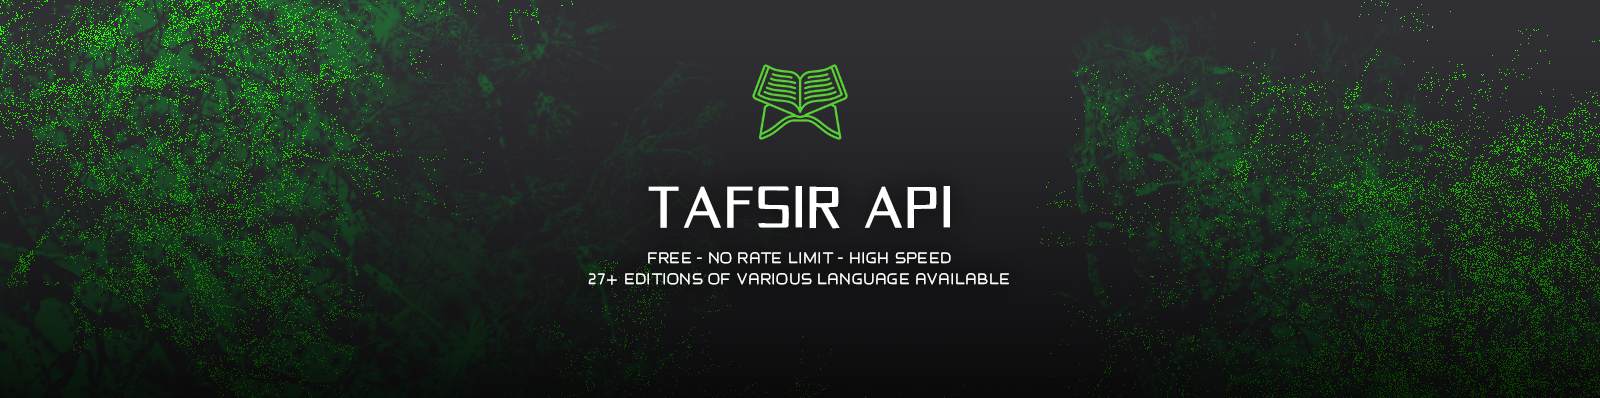 TAFSIR API
FREE - NO RATE LIMIT - HIGH SPEED
27+ EDITIONS OF VARIOUS LANGUAGE AVAILABLE